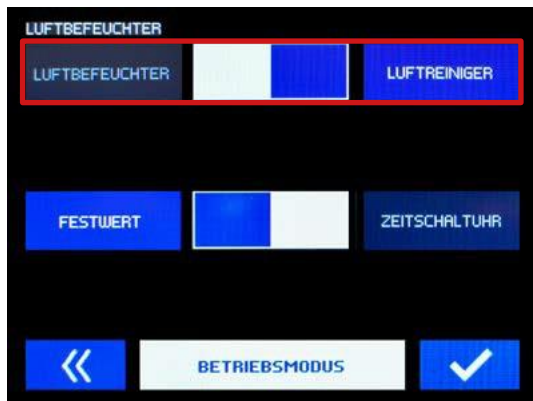 LUFTBEFEUCHTER
LUFTBEFEUCHTER LUFTREINIGER
FESTWERT ZEITSCHALTUHR
BETRIEBSMODUS